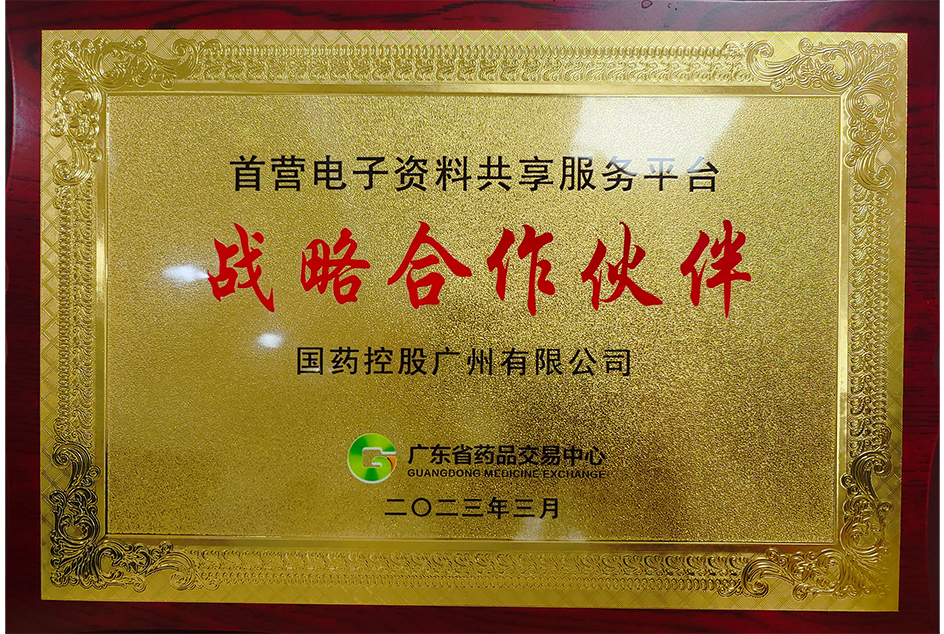 首营电子资料共享服务平台
战略合作伙伴
国药控股广州有限公司
广东省药品交易中心
GUANGDONG MEDICINE EXCHANGE
二〇二三年三月